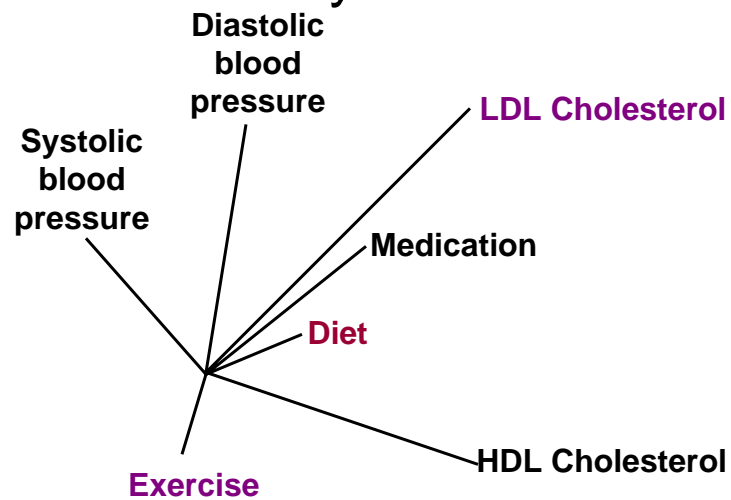 Diastolic
blood
pressure
LDL Cholesterol
Systolic
blood
pressure
Medication
Diet
HDL Cholesterol
Exercise